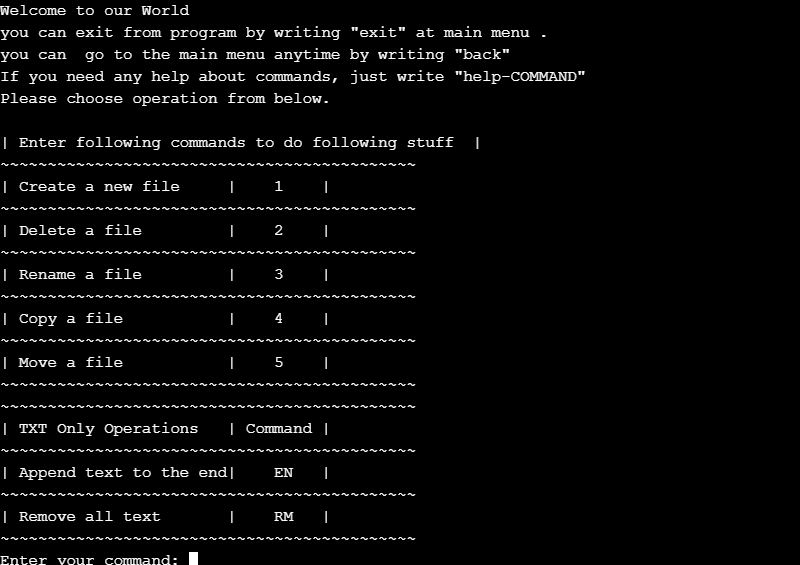 Welcome to our World
you can exit from program by writing "exit" at main menu .
you can  go to the main menu anytime by writing "back"
If you need any help about commands, just write "help-COMMAND"
Please choose operation from below.
| Enter following commands to do following stuff  |
~~~~~~~~~~~~~~~~~~~~~~~~~~~~~~~~~~~~~~~~~~~~
| Create a new file     |    1    |
~~~~~~~~~~~~~~~~~~~~~~~~~~~~~~~~~~~~~~~~~~~~
| Delete a file         |    2    |
~~~~~~~~~~~~~~~~~~~~~~~~~~~~~~~~~~~~~~~~~~~~
| Rename a file         |    3    |
~~~~~~~~~~~~~~~~~~~~~~~~~~~~~~~~~~~~~~~~~~~~
| Copy a file           |    4    |
~~~~~~~~~~~~~~~~~~~~~~~~~~~~~~~~~~~~~~~~~~~~
| Move a file           |    5    |
~~~~~~~~~~~~~~~~~~~~~~~~~~~~~~~~~~~~~~~~~~~~
~~~~~~~~~~~~~~~~~~~~~~~~~~~~~~~~~~~~~~~~~~~~
| TXT Only Operations   | Command |
~~~~~~~~~~~~~~~~~~~~~~~~~~~~~~~~~~~~~~~~~~~~
| Append text to the end|    EN   |
~~~~~~~~~~~~~~~~~~~~~~~~~~~~~~~~~~~~~~~~~~~~
| Remove all text       |    RM   |
~~~~~~~~~~~~~~~~~~~~~~~~~~~~~~~~~~~~~~~~~~~~
Enter your command: